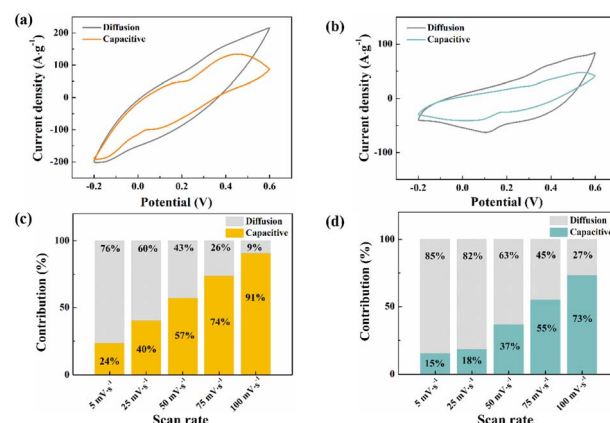 (a)
Diffusion
Capacitive
Current density (A·g⁻¹)
200
100
0
-100
-200
-0.2 0.0 0.2 0.4 0.6
Potential (V)
(b)
Diffusion
Capacitive
Current density (A·g⁻¹)
100
0
-100
-0.2 0.0 0.2 0.4 0.6
Potential (V)
(c)
Diffusion
Capacitive
Contribution (%)
100
50
0
76% 60% 43% 26% 9%
24% 40% 57% 74% 91%
5 mV·s⁻¹ 25 mV·s⁻¹ 50 mV·s⁻¹ 75 mV·s⁻¹ 100 mV·s⁻¹
Scan rate
(d)
Diffusion
Capacitive
Contribution (%)
100
50
0
85% 82% 63% 45% 27%
15% 18% 37% 55% 73%
5 mV·s⁻¹ 25 mV·s⁻¹ 50 mV·s⁻¹ 75 mV·s⁻¹ 100 mV·s⁻¹
Scan rate